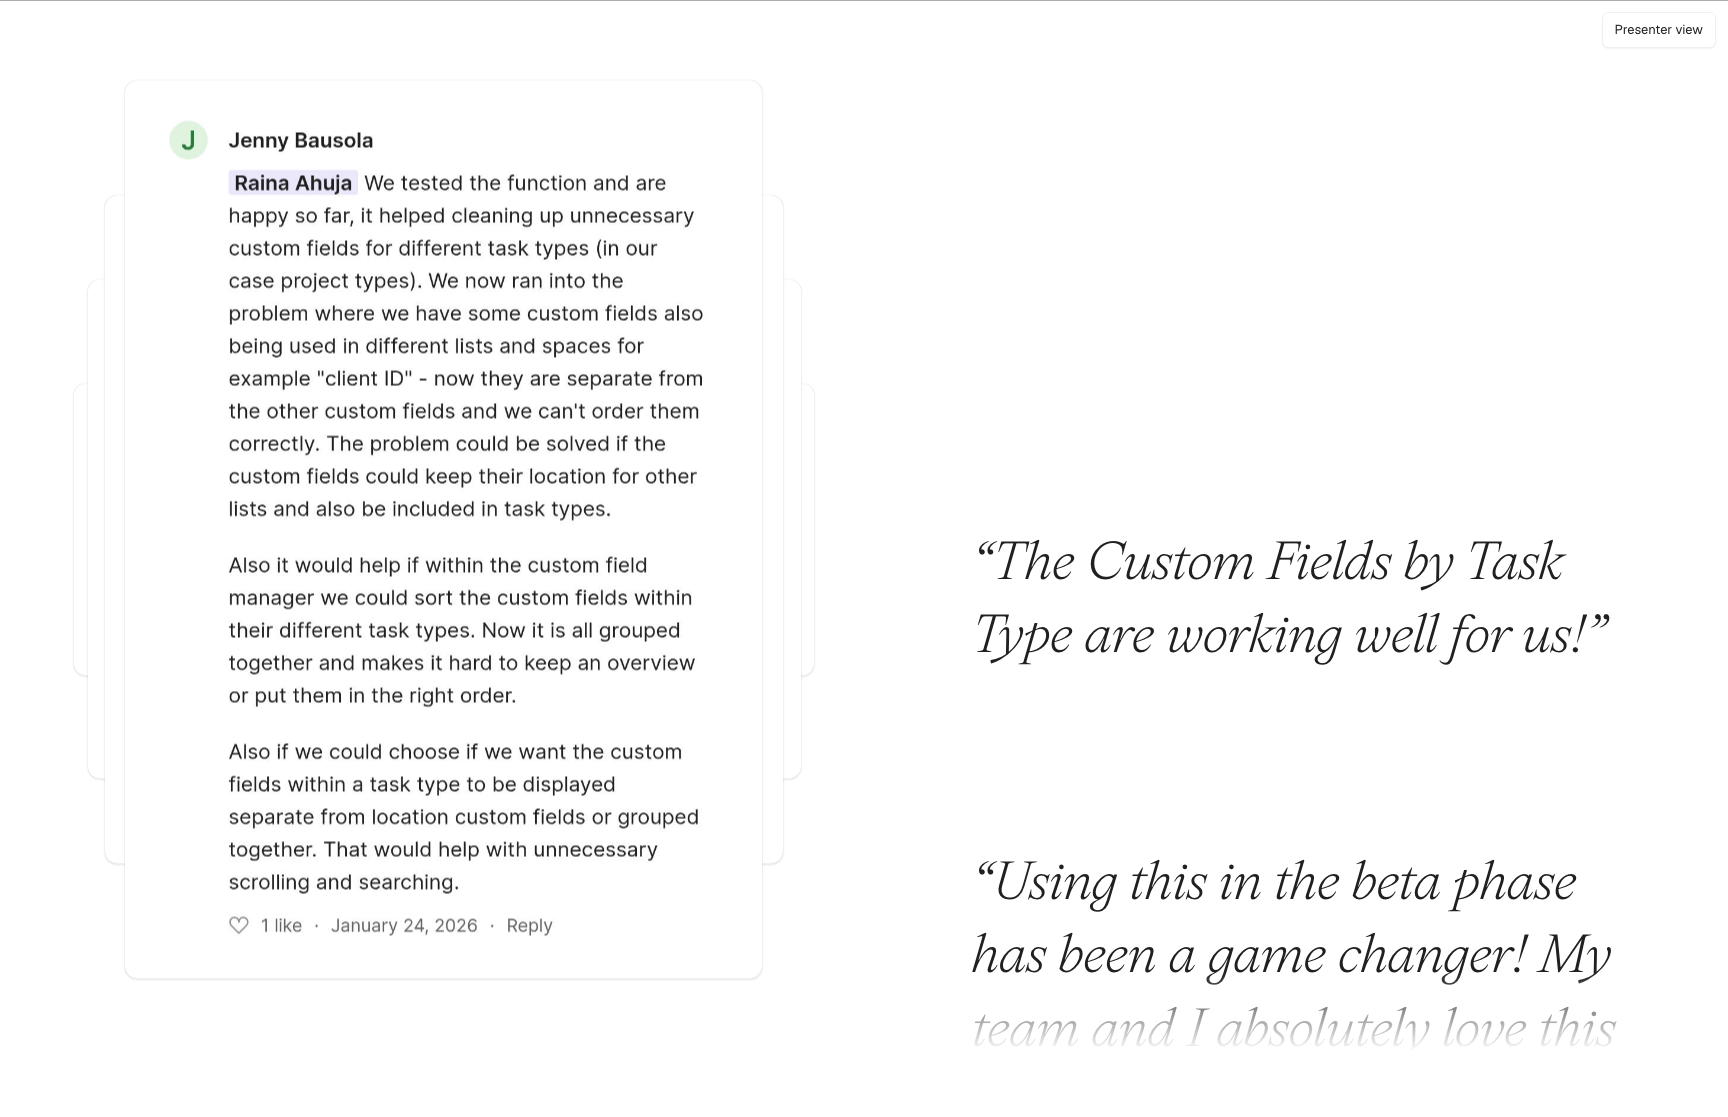 Presenter view
J
Jenny Bausola
Raina Ahuja We tested the function and are
happy so far, it helped cleaning up unnecessary
custom fields for different task types (in our
case project types). We now ran into the
problem where we have some custom fields also
being used in different lists and spaces for
example "client ID" - now they are separate from
the other custom fields and we can't order them
correctly. The problem could be solved if the
custom fields could keep their location for other
lists and also be included in task types.
Also it would help if within the custom field
manager we could sort the custom fields within
their different task types. Now it is all grouped
together and makes it hard to keep an overview
or put them in the right order.
Also if we could choose if we want the custom
fields within a task type to be displayed
separate from location custom fields or grouped
together. That would help with unnecessary
scrolling and searching.
1 like · January 24, 2026 · Reply
“The Custom Fields by Task
Type are working well for us!”
“Using this in the beta phase
has been a game changer! My
team and I absolutely love this